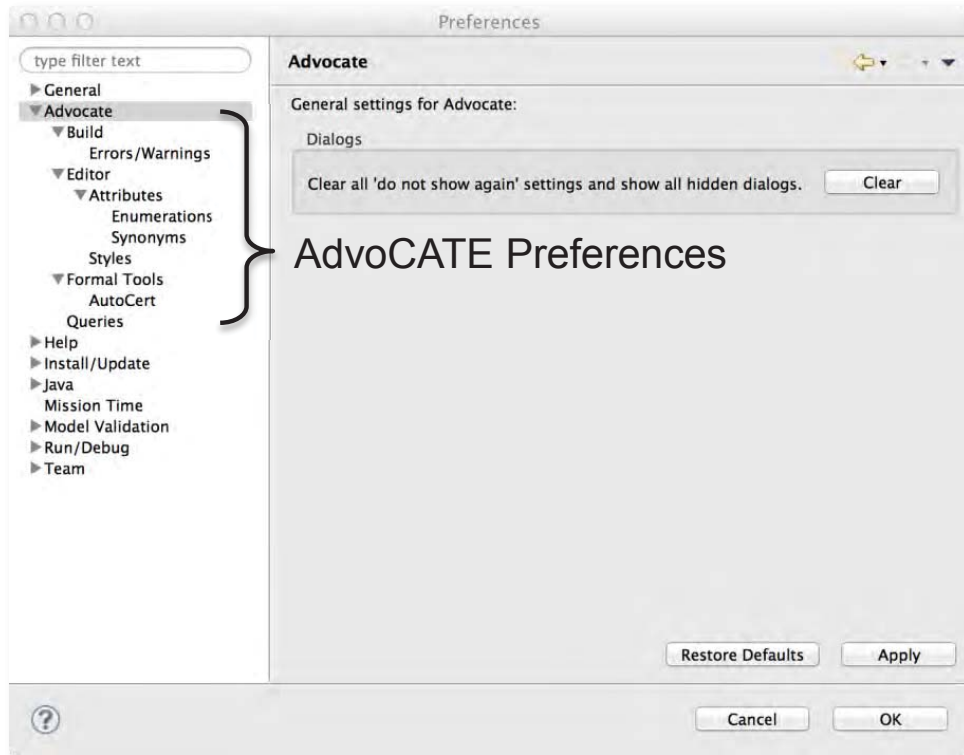 Preferences
type filter text
General
Advocate
Build
Errors/Warnings
Editor
Attributes
Enumerations
Synonyms
Styles
Formal Tools
AutoCert
Queries
Help
Install/Update
Java
Mission Time
Model Validation
Run/Debug
Team
Advocate
General settings for Advocate:
Dialogs
Clear all 'do not show again' settings and show all hidden dialogs. Clear
AdvoCATE Preferences
Restore Defaults Apply
? Cancel OK